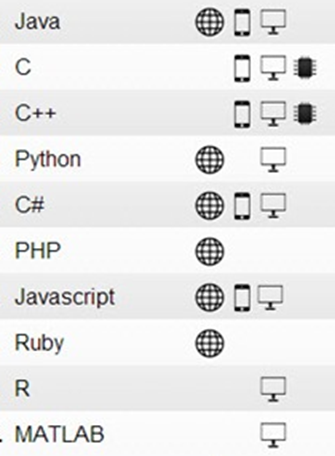 Java
C
C++
Python
C#
PHP
Javascript
Ruby
R
. MATLAB